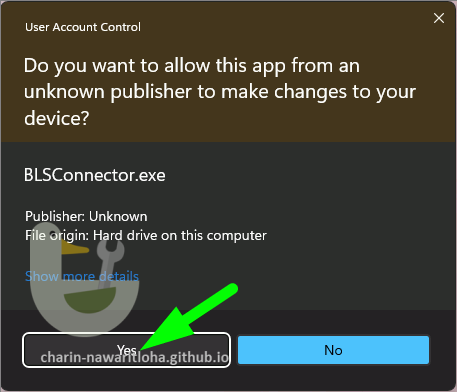 User Account Control
Do you want to allow this app from an
unknown publisher to make changes to your
device?
BLSConnector.exe
Publisher: Unknown
File origin: Hard drive on this computer
Show more details
Yes
No
charin-nawaritloha.github.io